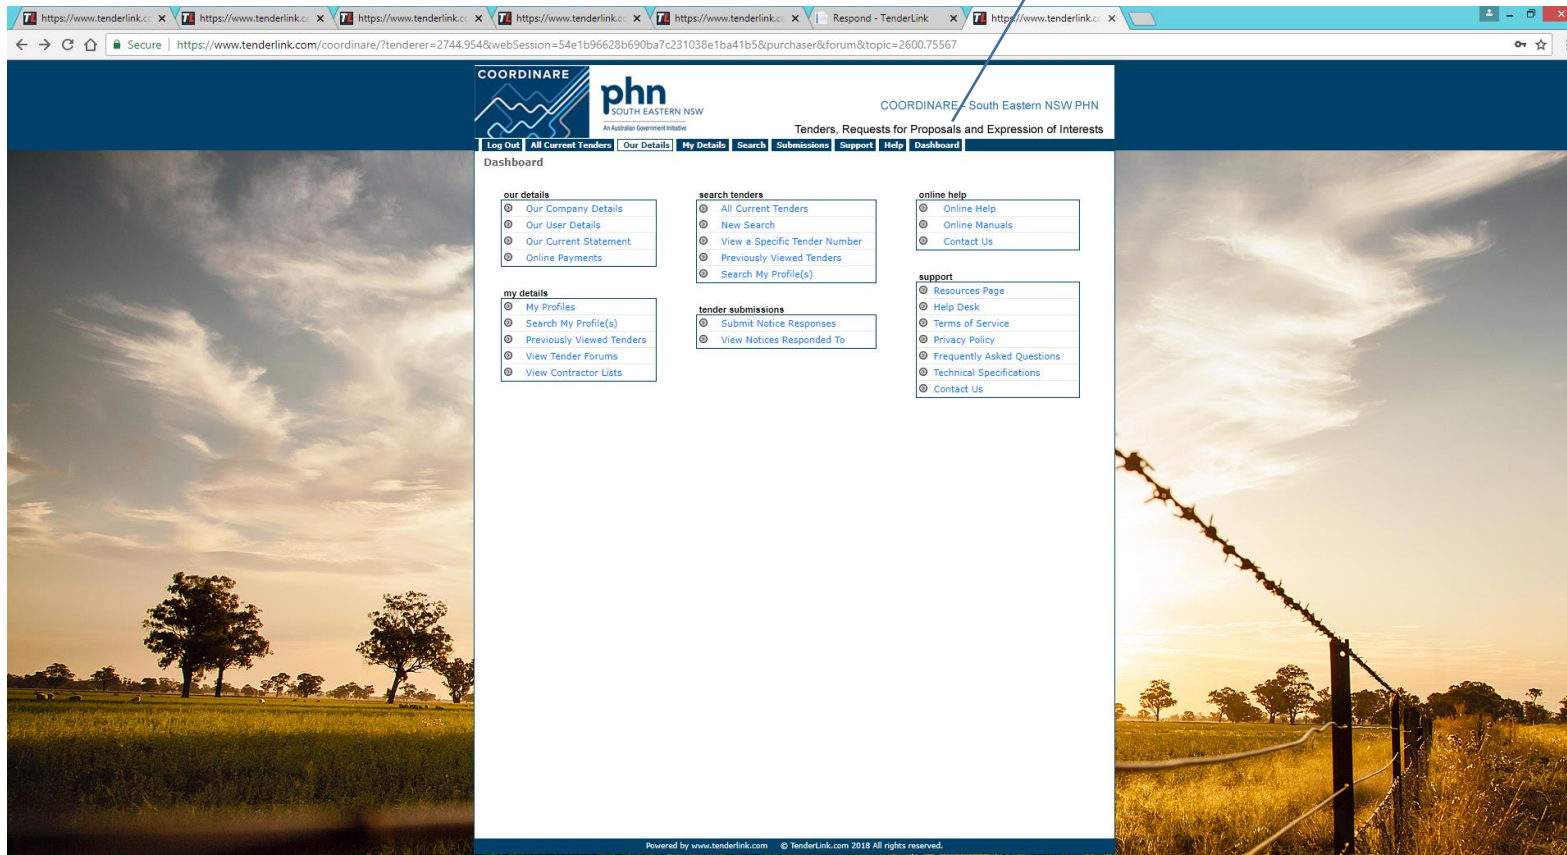 https://www.tenderlink.cc https://www.tenderlink.cc https://www.tenderlink.cc https://www.tenderlink.cc https://www.tenderlink.cc Respond - TenderLink https://www.tenderlink.cc
Secure | https://www.tenderlink.com/coordinare/?tenderer=2744.954&webSession=54e1b96628b690ba7c231038e1ba41b5&purchaser&forum&topic=2600.75567
COORDINARE
phn
SOUTH EASTERN NSW
An Australian Government Initiative
COORDINARE - South Eastern NSW PHN
Tenders, Requests for Proposals and Expression of Interests
Log Out All Current Tenders Our Details My Details Search Submissions Support Help Dashboard
Dashboard
our details
Our Company Details
Our User Details
Our Current Statement
Online Payments
my details
My Profiles
Search My Profile(s)
Previously Viewed Tenders
View Tender Forums
View Contractor Lists
search tenders
All Current Tenders
New Search
View a Specific Tender Number
Previously Viewed Tenders
Search My Profile(s)
tender submissions
Submit Notice Responses
View Notices Responded To
online help
Online Help
Online Manuals
Contact Us
support
Resources Page
Help Desk
Terms of Service
Privacy Policy
Frequently Asked Questions
Technical Specifications
Contact Us
Powered by www.tenderlink.com © TenderLink.com 2018 All rights reserved.